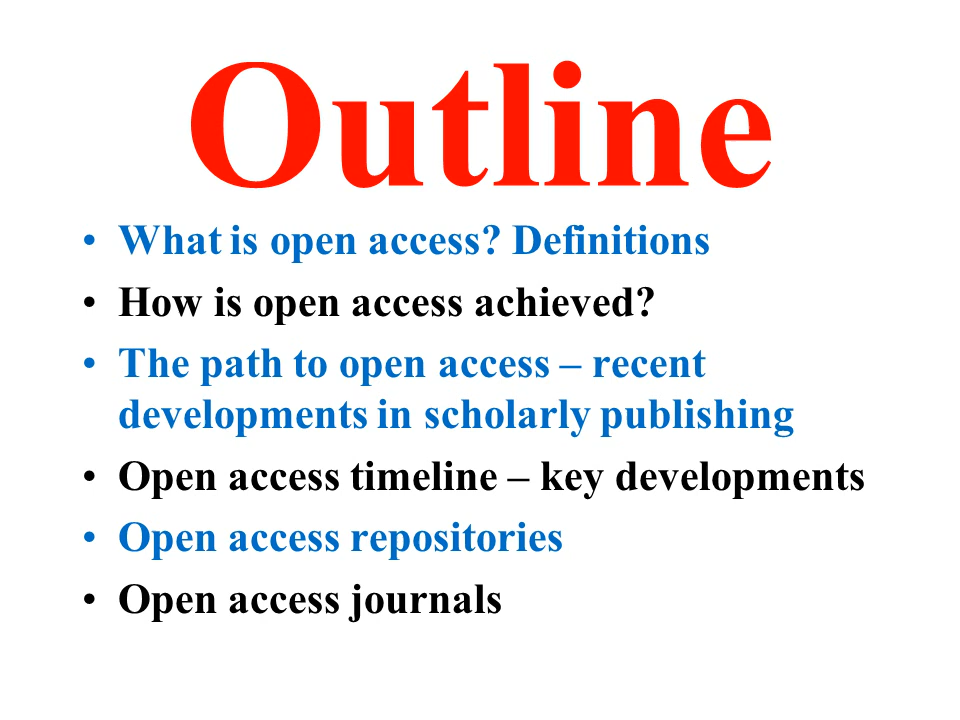 Outline
• What is open access? Definitions
• How is open access achieved?
• The path to open access – recent
developments in scholarly publishing
• Open access timeline – key developments
• Open access repositories
• Open access journals